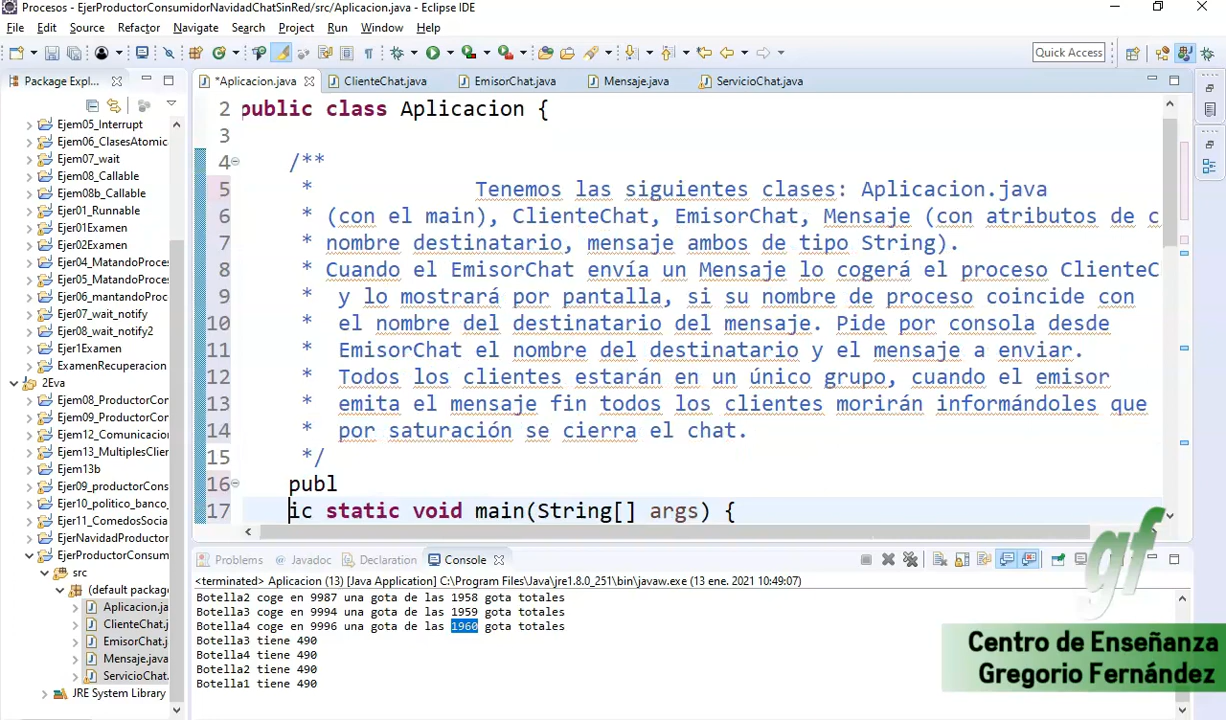 Procesos - EjerProductorConsumidorNavidadChatSinRed/src/Aplicacion.java - Eclipse IDE
File Edit Source Refactor Navigate Search Project Run Window Help
Quick Access
Package Expl...
Ejem05_Interrupt
Ejem06_ClasesAtomic
Ejem07_wait
Ejem08_Callable
Ejem08b_Callable
Ejer01_Runnable
Ejer01Examen
Ejer02Examen
Ejer04_MatandoProces
Ejer05_MatandoProces
Ejer06_mantandoProc
Ejer07_wait_notify
Ejer08_wait_notify2
Ejer1Examen
ExamenRecuperacion
2Eva
Ejem08_ProductorCon
Ejem09_ProductorCon
Ejem12_Comunicacion
Ejem13_MultiplesClien
Ejem13b
Ejer09_productorCons
Ejer10_politico_banco_
Ejer11_ComedosSocia
EjerNavidadProductor
EjerProductorConsum
src
(default package
Aplicacion.ja
ClienteChat.j
EmisorChat.j
Mensaje.java
ServicioChat.
JRE System Library
*Aplicacion.java ClienteChat.java EmisorChat.java Mensaje.java ServicioChat.java
2 public class Aplicacion {
3
4 /**
5 * Tenemos las siguientes clases: Aplicacion.java
6 * (con el main), ClienteChat, EmisorChat, Mensaje (con atributos de c
7 * nombre destinatario, mensaje ambos de tipo String).
8 * Cuando el EmisorChat envía un Mensaje lo cogerá el proceso ClienteC
9 * y lo mostrará por pantalla, si su nombre de proceso coincide con
10 * el nombre del destinatario del mensaje. Pide por consola desde
11 * EmisorChat el nombre del destinatario y el mensaje a enviar.
12 * Todos los clientes estarán en un único grupo, cuando el emisor
13 * emita el mensaje fin todos los clientes morirán informándoles que
14 * por saturación se cierra el chat.
15 */
16 publ
17 ic static void main(String[] args) {
Problems Javadoc Declaration Console
<terminated> Aplicacion (13) [Java Application] C:\Program Files\Java\jre1.8.0_251\bin\javaw.exe (13 ene. 2021 10:49:07)
Botella2 coge en 9987 una gota de las 1958 gota totales
Botella3 coge en 9994 una gota de las 1959 gota totales
Botella4 coge en 9996 una gota de las 1960 gota totales
Botella3 tiene 490
Botella4 tiene 490
Botella2 tiene 490
Botella1 tiene 490
gf
Centro de Enseñanza
Gregorio Fernández